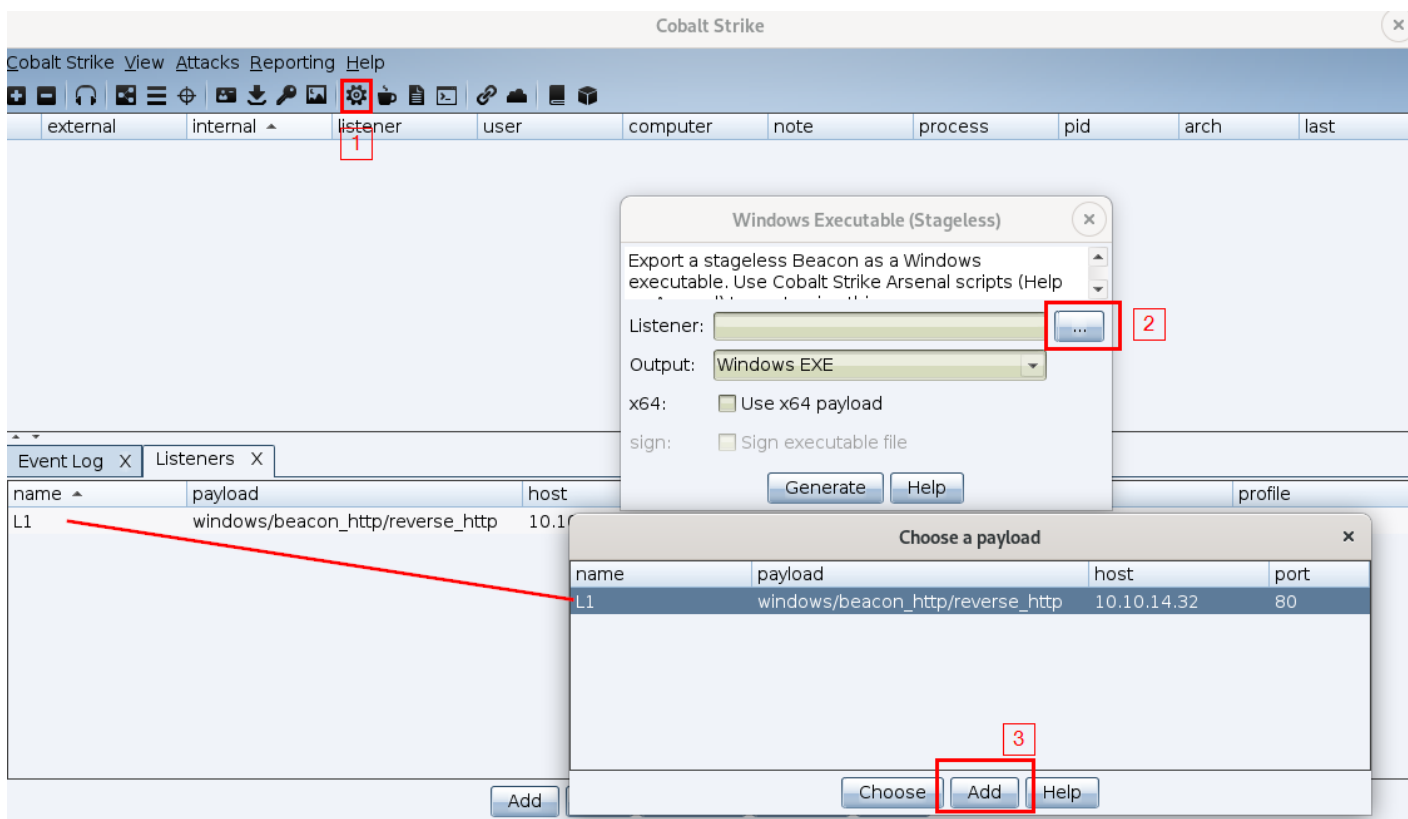 Cobalt Strike
Cobalt Strike View Attacks Reporting Help
external internal listener user computer note process pid arch last
1
Windows Executable (Stageless)
Export a stageless Beacon as a Windows
executable. Use Cobalt Strike Arsenal scripts (Help
Listener: ... 2
Output: Windows EXE
x64: Use x64 payload
sign: Sign executable file
Generate Help
Event Log X Listeners X
name payload host profile
L1 windows/beacon_http/reverse_http
Choose a payload
name payload host port
L1 windows/beacon_http/reverse_http 10.10.14.32 80
3
Choose Add Help
Add